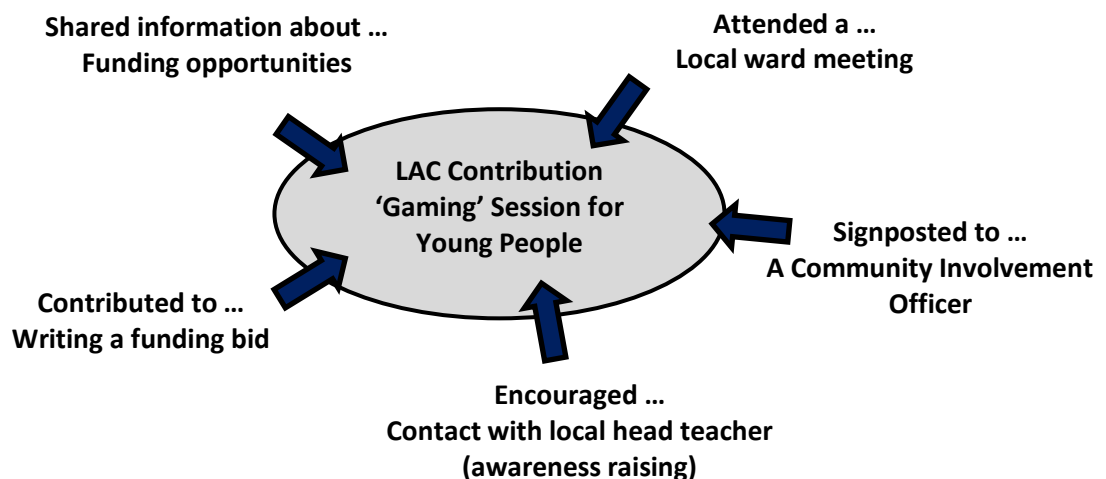 Shared information about …
Funding opportunities
Attended a …
Local ward meeting
LAC Contribution
‘Gaming’ Session for
Young People
Signposted to …
A Community Involvement
Officer
Contributed to …
Writing a funding bid
Encouraged …
Contact with local head teacher
(awareness raising)